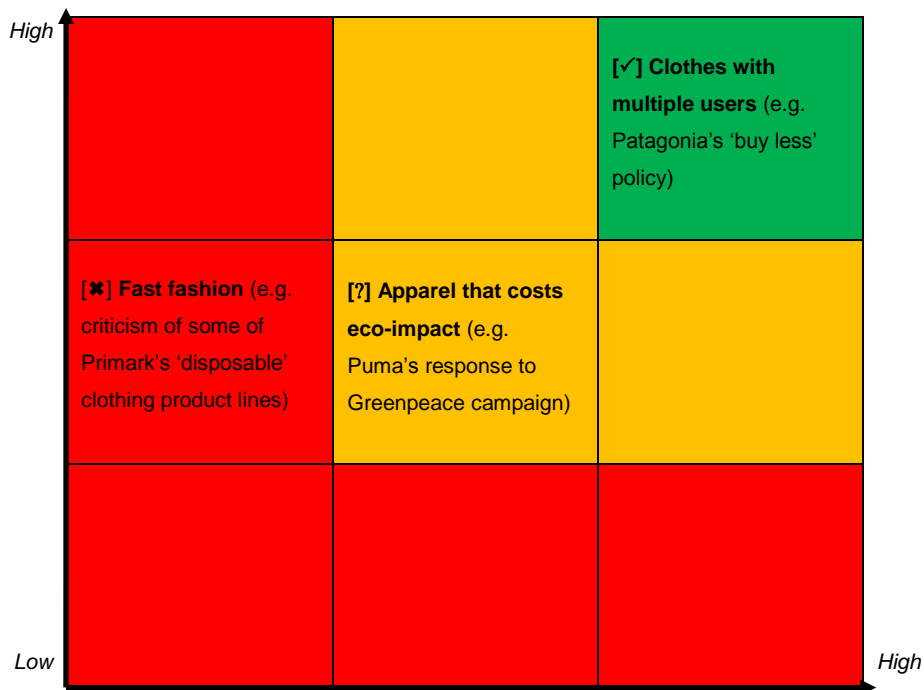 High
[✓] Clothes with
multiple users (e.g.
Patagonia’s ‘buy less’
policy)
[✖] Fast fashion (e.g.
criticism of some of
Primark’s ‘disposable’
clothing product lines)
[?] Apparel that costs
eco-impact (e.g.
Puma’s response to
Greenpeace campaign)
Low
High